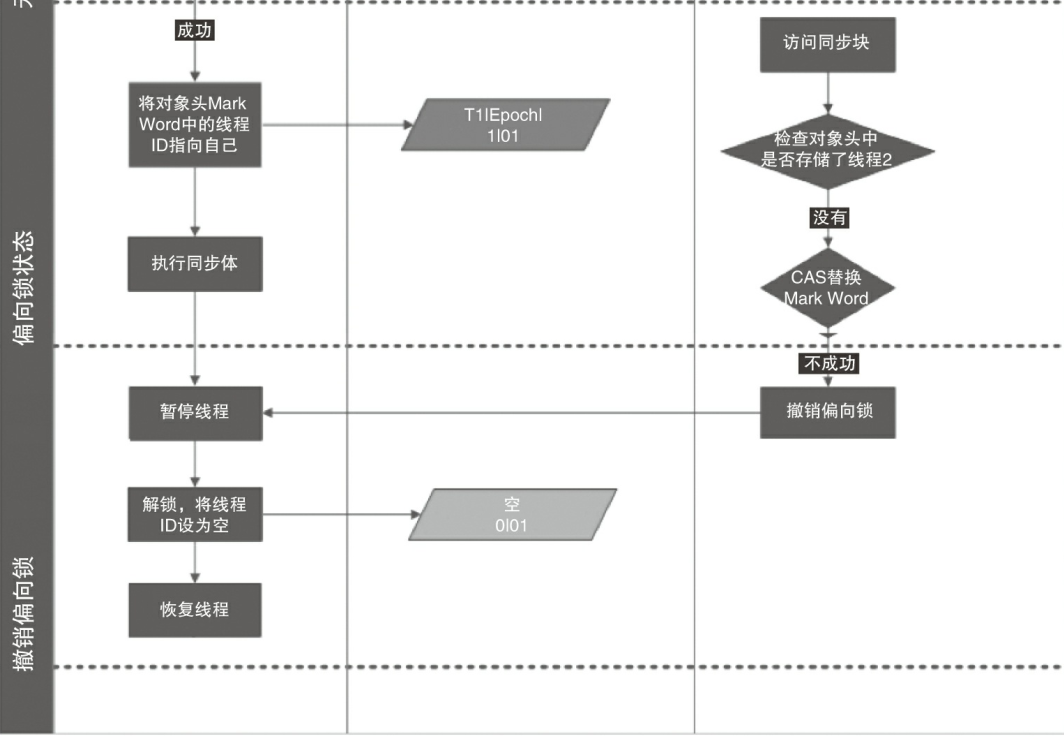 成功
将对象头Mark
Word中的线程
ID指向自己
T1|Epoch|
1|01
访问同步块
检查对象头中
是否存储了线程2
没有
执行同步体
CAS替换
Mark Word
偏向锁状态
不成功
暂停线程
撤销偏向锁
解锁，将线程
ID设为空
空
0|01
恢复线程
撤销偏向锁